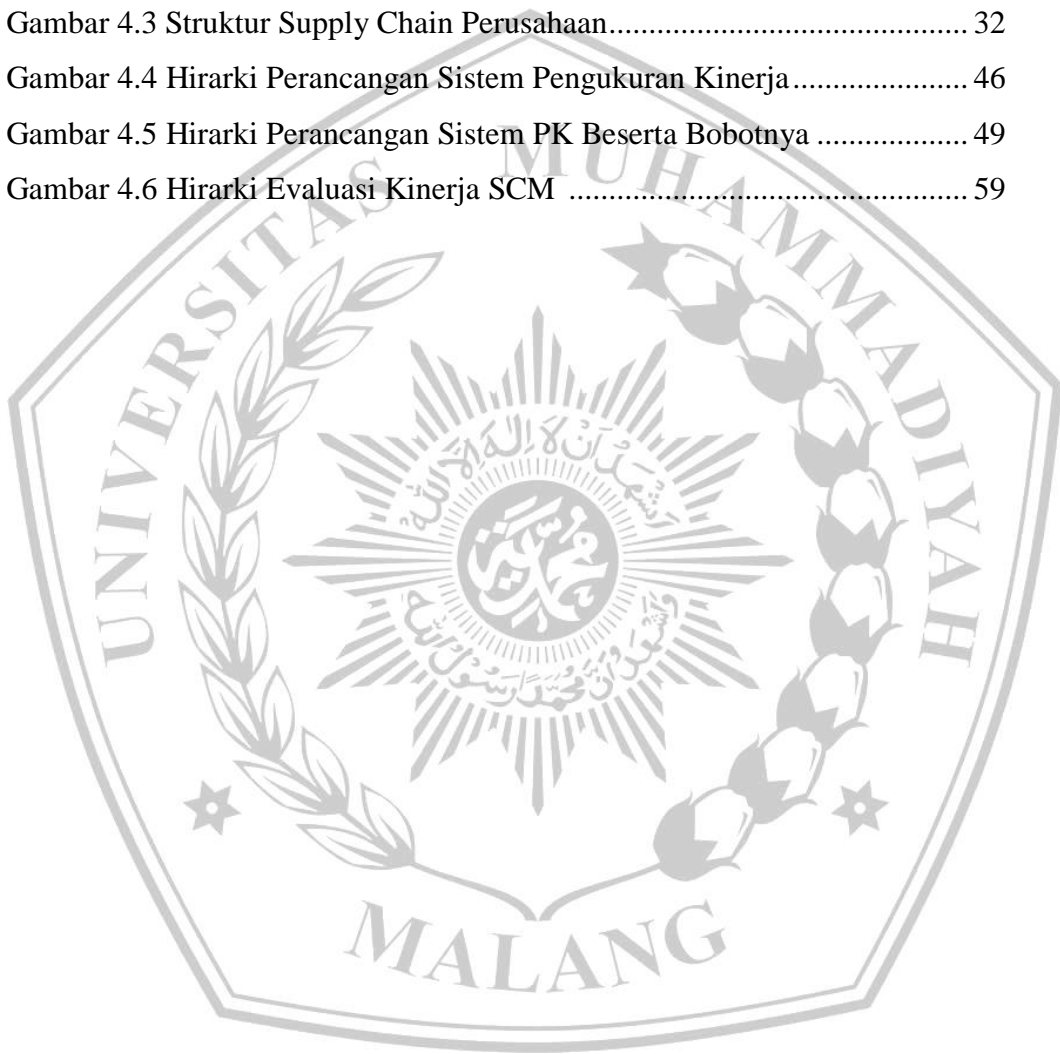 Gambar 4.3 Struktur Supply Chain Perusahaan............................................. 32
Gambar 4.4 Hirarki Perancangan Sistem Pengukuran Kinerja...................... 46
Gambar 4.5 Hirarki Perancangan Sistem PK Beserta Bobotnya ................... 49
Gambar 4.6 Hirarki Evaluasi Kinerja SCM .................................................. 59
UNIVERSITAS MUHAMMADIYAH
MALANG